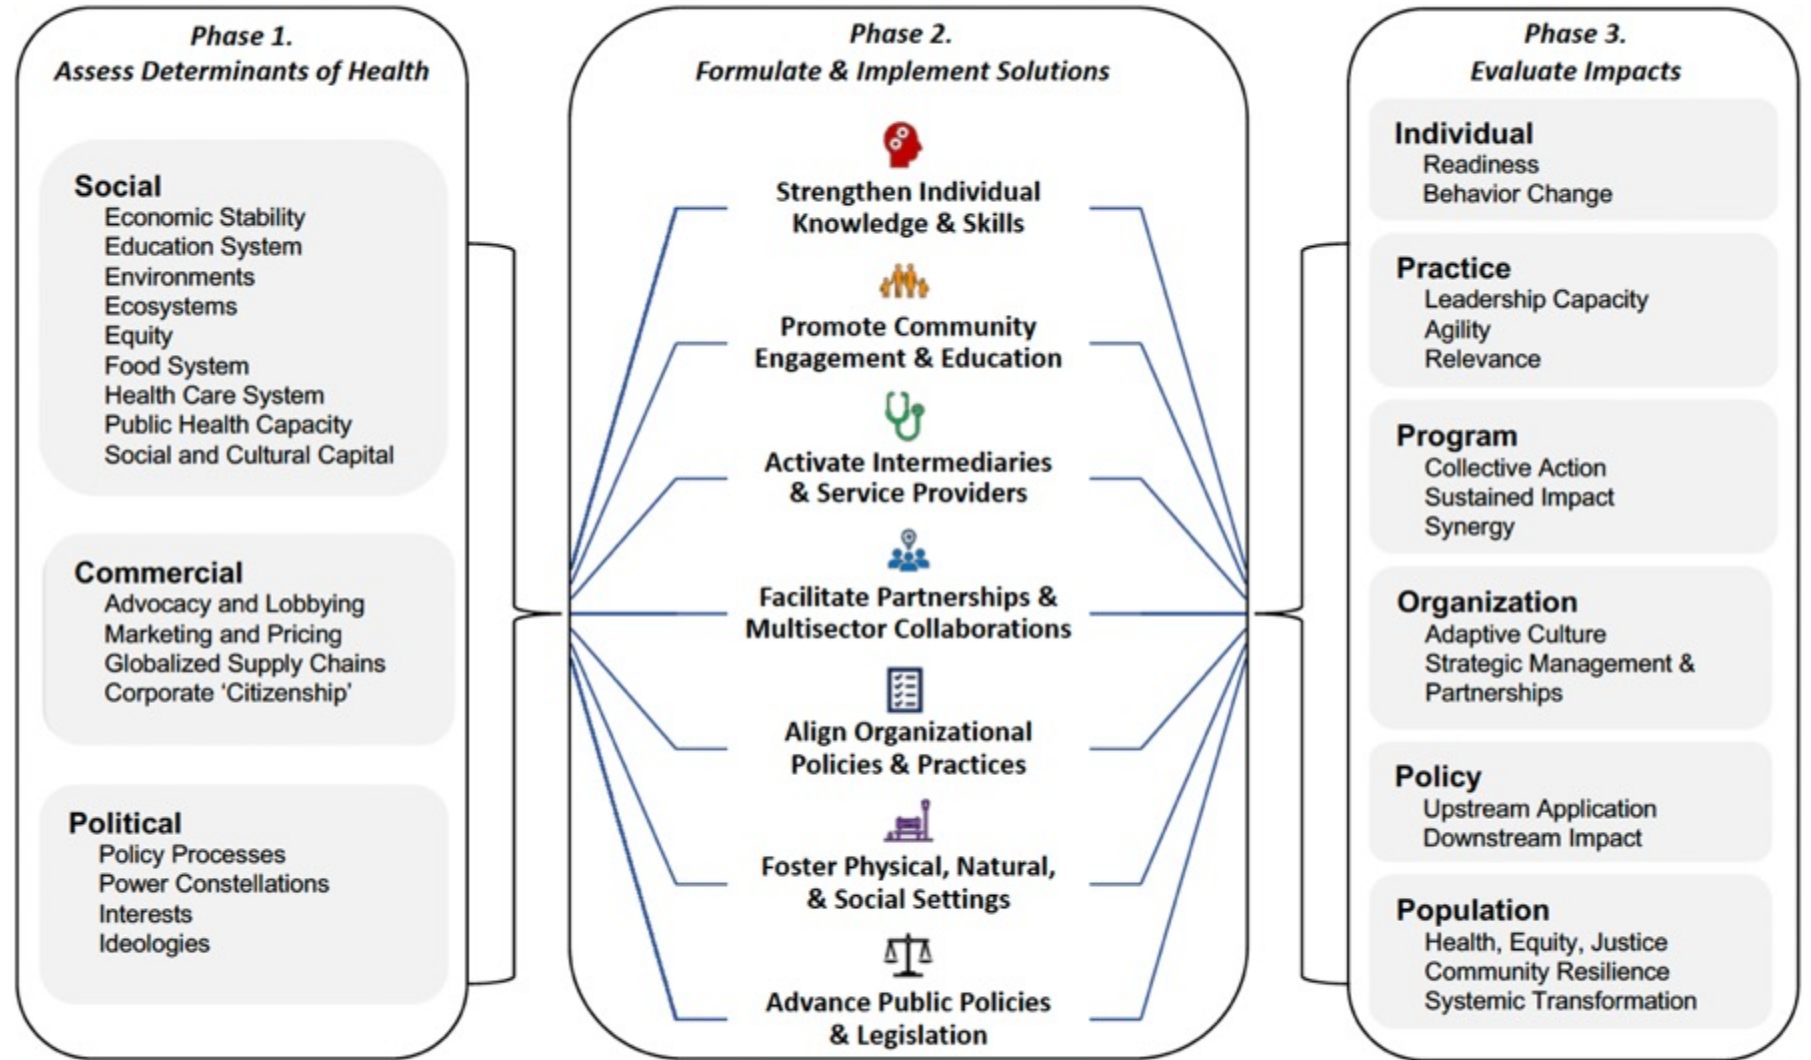 Phase 1.
Assess Determinants of Health
Social
Economic Stability
Education System
Environments
Ecosystems
Equity
Food System
Health Care System
Public Health Capacity
Social and Cultural Capital
Commercial
Advocacy and Lobbying
Marketing and Pricing
Globalized Supply Chains
Corporate ‘Citizenship’
Political
Policy Processes
Power Constellations
Interests
Ideologies
Phase 2.
Formulate & Implement Solutions
Strengthen Individual
Knowledge & Skills
Promote Community
Engagement & Education
Activate Intermediaries
& Service Providers
Facilitate Partnerships &
Multisector Collaborations
Align Organizational
Policies & Practices
Foster Physical, Natural,
& Social Settings
Advance Public Policies
& Legislation
Phase 3.
Evaluate Impacts
Individual
Readiness
Behavior Change
Practice
Leadership Capacity
Agility
Relevance
Program
Collective Action
Sustained Impact
Synergy
Organization
Adaptive Culture
Strategic Management &
Partnerships
Policy
Upstream Application
Downstream Impact
Population
Health, Equity, Justice
Community Resilience
Systemic Transformation